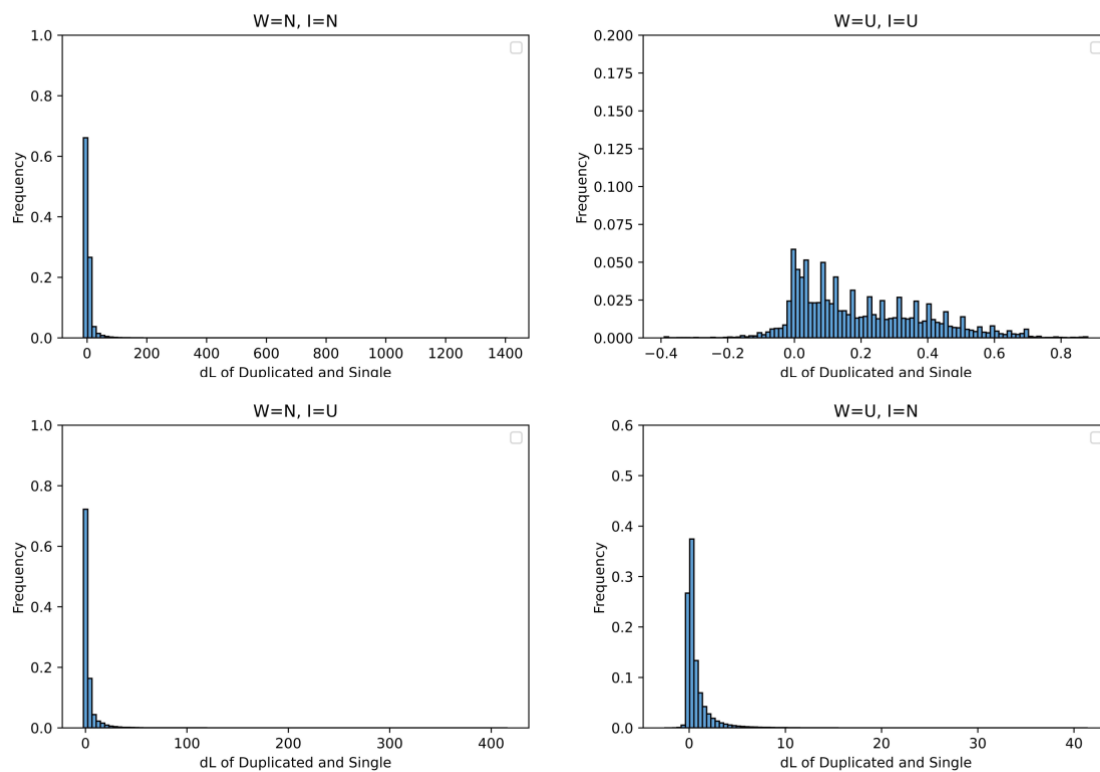 W=N, I=N
1.0
0.8
0.6
0.4
0.2
0.0
Frequency
0 200 400 600 800 1000 1200 1400
dL of Duplicated and Single
W=U, I=U
0.200
0.175
0.150
0.125
0.100
0.075
0.050
0.025
0.000
Frequency
−0.4 −0.2 0.0 0.2 0.4 0.6 0.8
dL of Duplicated and Single
W=N, I=U
1.0
0.8
0.6
0.4
0.2
0.0
Frequency
0 100 200 300 400
dL of Duplicated and Single
W=U, I=N
0.6
0.5
0.4
0.3
0.2
0.1
0.0
Frequency
0 10 20 30 40
dL of Duplicated and Single